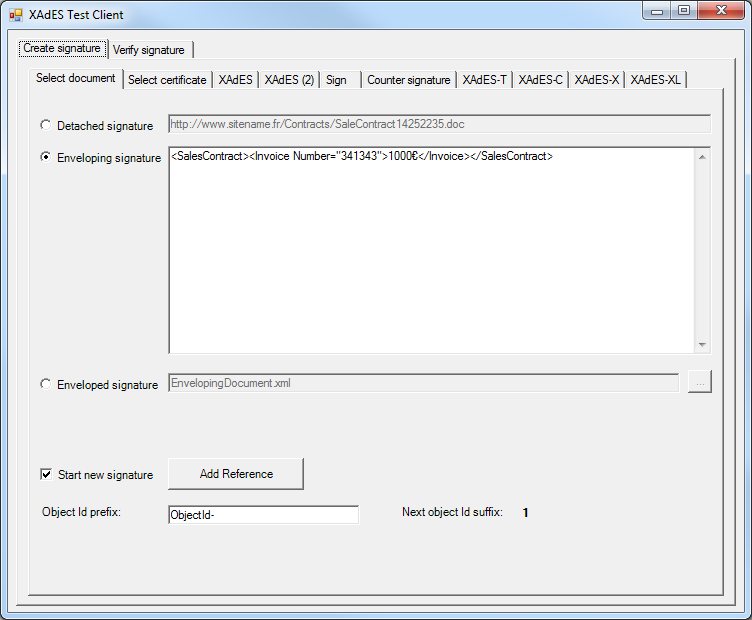 XAdES Test Client
Create signature Verify signature
Select document Select certificate XAdES XAdES (2) Sign Counter signature XAdES-T XAdES-C XAdES-X XAdES-XL
Detached signature http://www.sitename.fr/Contracts/SaleContract14252235.doc
Enveloping signature <SalesContract><Invoice Number="341343">1000€</Invoice></SalesContract>
Enveloped signature EnvelopingDocument.xml ...
Start new signature Add Reference
Object Id prefix: ObjectId- Next object Id suffix: 1